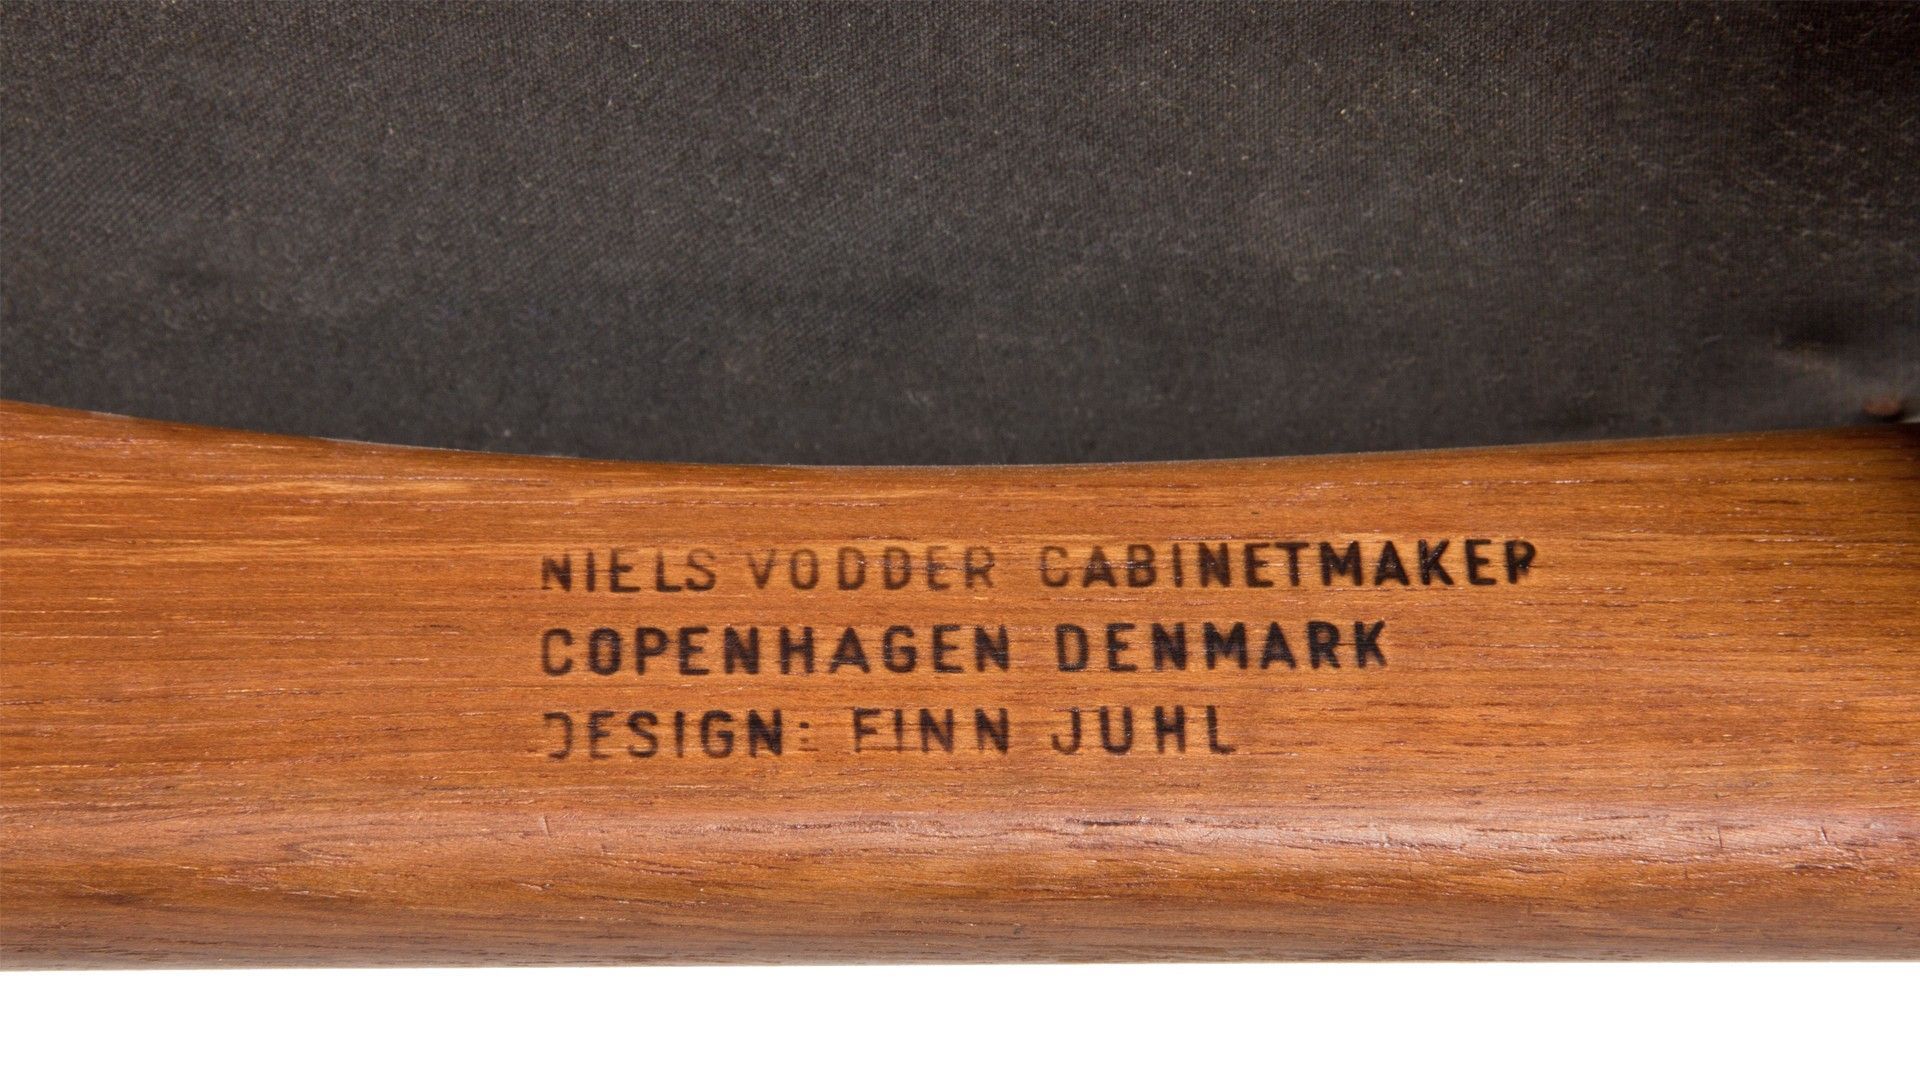 NIELS VODDER CABINETMAKER
COPENHAGEN DENMARK
DESIGN: FINN JUHL